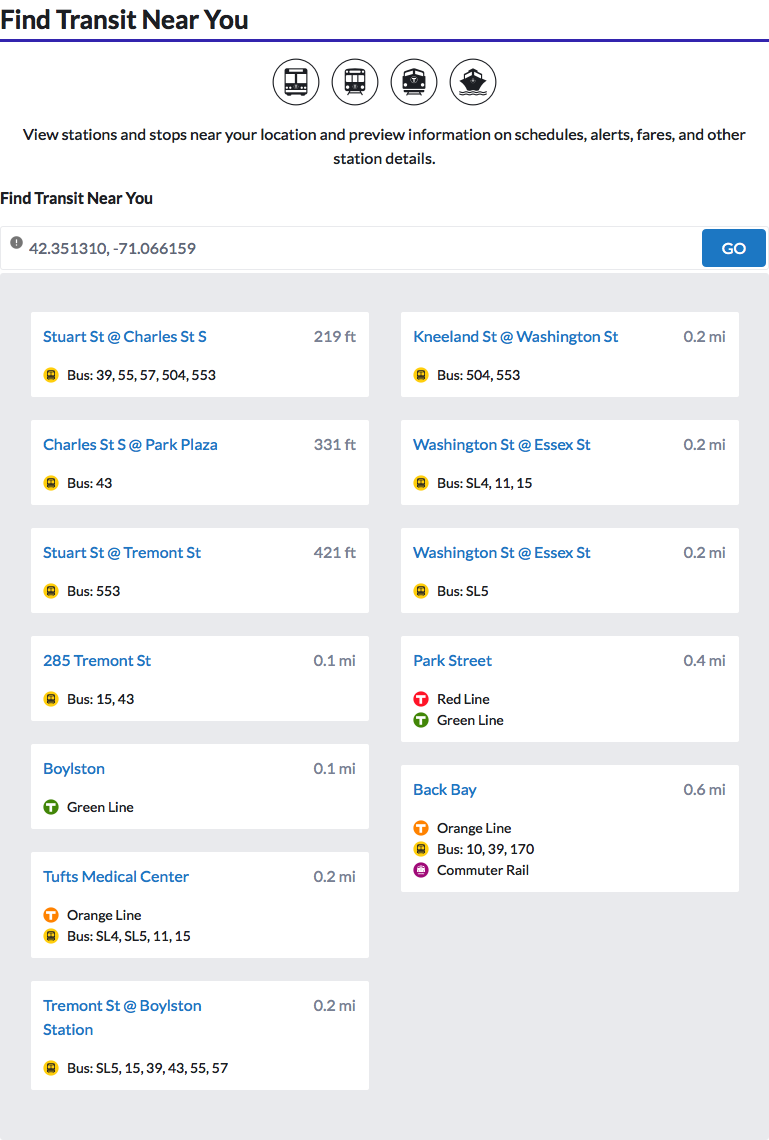 Find Transit Near You
View stations and stops near your location and preview information on schedules, alerts, fares, and other
station details.
Find Transit Near You
42.351310, -71.066159
GO
Stuart St @ Charles St S 219 ft
Bus: 39, 55, 57, 504, 553
Charles St S @ Park Plaza 331 ft
Bus: 43
Stuart St @ Tremont St 421 ft
Bus: 553
285 Tremont St 0.1 mi
Bus: 15, 43
Boylston 0.1 mi
T Green Line
Tufts Medical Center 0.2 mi
T Orange Line
Bus: SL4, SL5, 11, 15
Tremont St @ Boylston 0.2 mi
Station
Bus: SL5, 15, 39, 43, 55, 57
Kneeland St @ Washington St 0.2 mi
Bus: 504, 553
Washington St @ Essex St 0.2 mi
Bus: SL4, 11, 15
Washington St @ Essex St 0.2 mi
Bus: SL5
Park Street 0.4 mi
T Red Line
T Green Line
Back Bay 0.6 mi
T Orange Line
Bus: 10, 39, 170
Commuter Rail